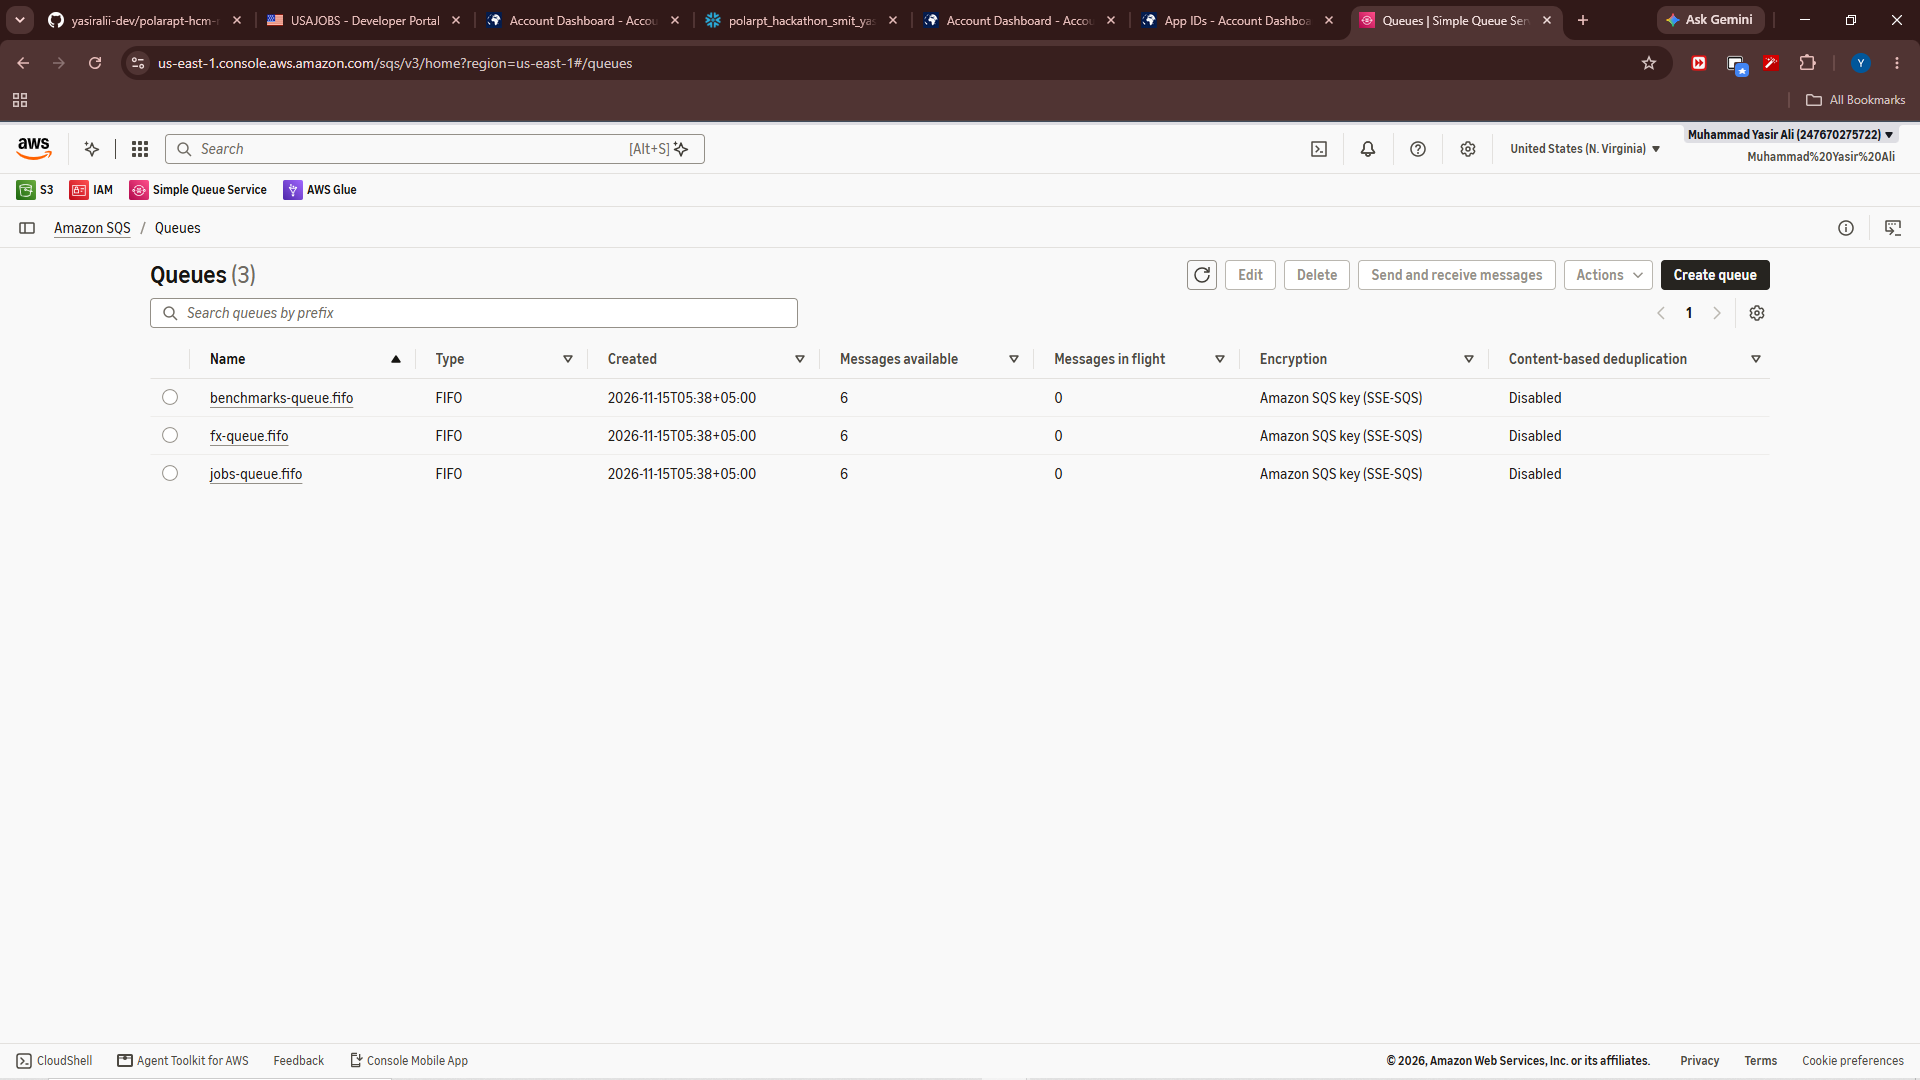 yasiralii-dev/polarapt-hcm-r
USAJOBS - Developer Portal
Account Dashboard - Accou
polarpt_hackathon_smit_yas
Account Dashboard - Accou
App IDs - Account Dashboa
Queues | Simple Queue Serv
Ask Gemini
us-east-1.console.aws.amazon.com/sqs/v3/home?region=us-east-1#/queues
Y
All Bookmarks
aws
Search
[Alt+S]
United States (N. Virginia)
Muhammad Yasir Ali (247670275722)
Muhammad%20Yasir%20Ali
S3 IAM Simple Queue Service AWS Glue
Amazon SQS / Queues
Queues (3)
Edit Delete Send and receive messages Actions Create queue
Search queues by prefix
1
Name Type Created Messages available Messages in flight Encryption Content-based deduplication
benchmarks-queue.fifo FIFO 2026-11-15T05:38+05:00 6 0 Amazon SQS key (SSE-SQS) Disabled
fx-queue.fifo FIFO 2026-11-15T05:38+05:00 6 0 Amazon SQS key (SSE-SQS) Disabled
jobs-queue.fifo FIFO 2026-11-15T05:38+05:00 6 0 Amazon SQS key (SSE-SQS) Disabled
CloudShell Agent Toolkit for AWS Feedback Console Mobile App
© 2026, Amazon Web Services, Inc. or its affiliates. Privacy Terms Cookie preferences